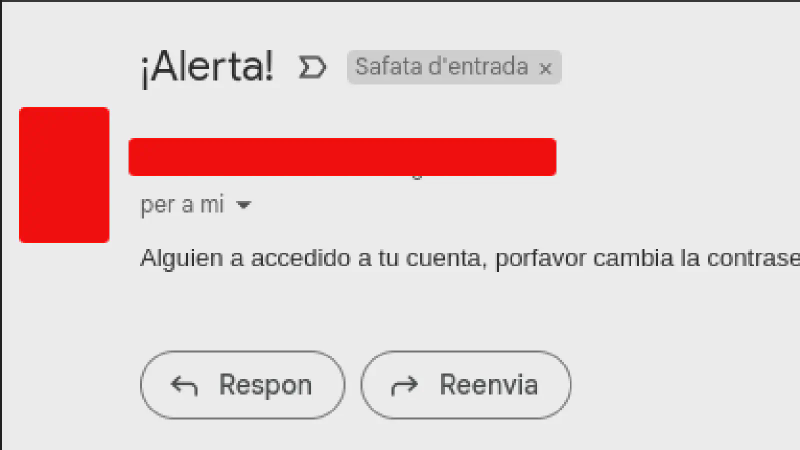 ¡Alerta! Safata d'entrada ×
per a mi
Alguien a accedido a tu cuenta, porfavor cambia la contrase
Respon Reenvia